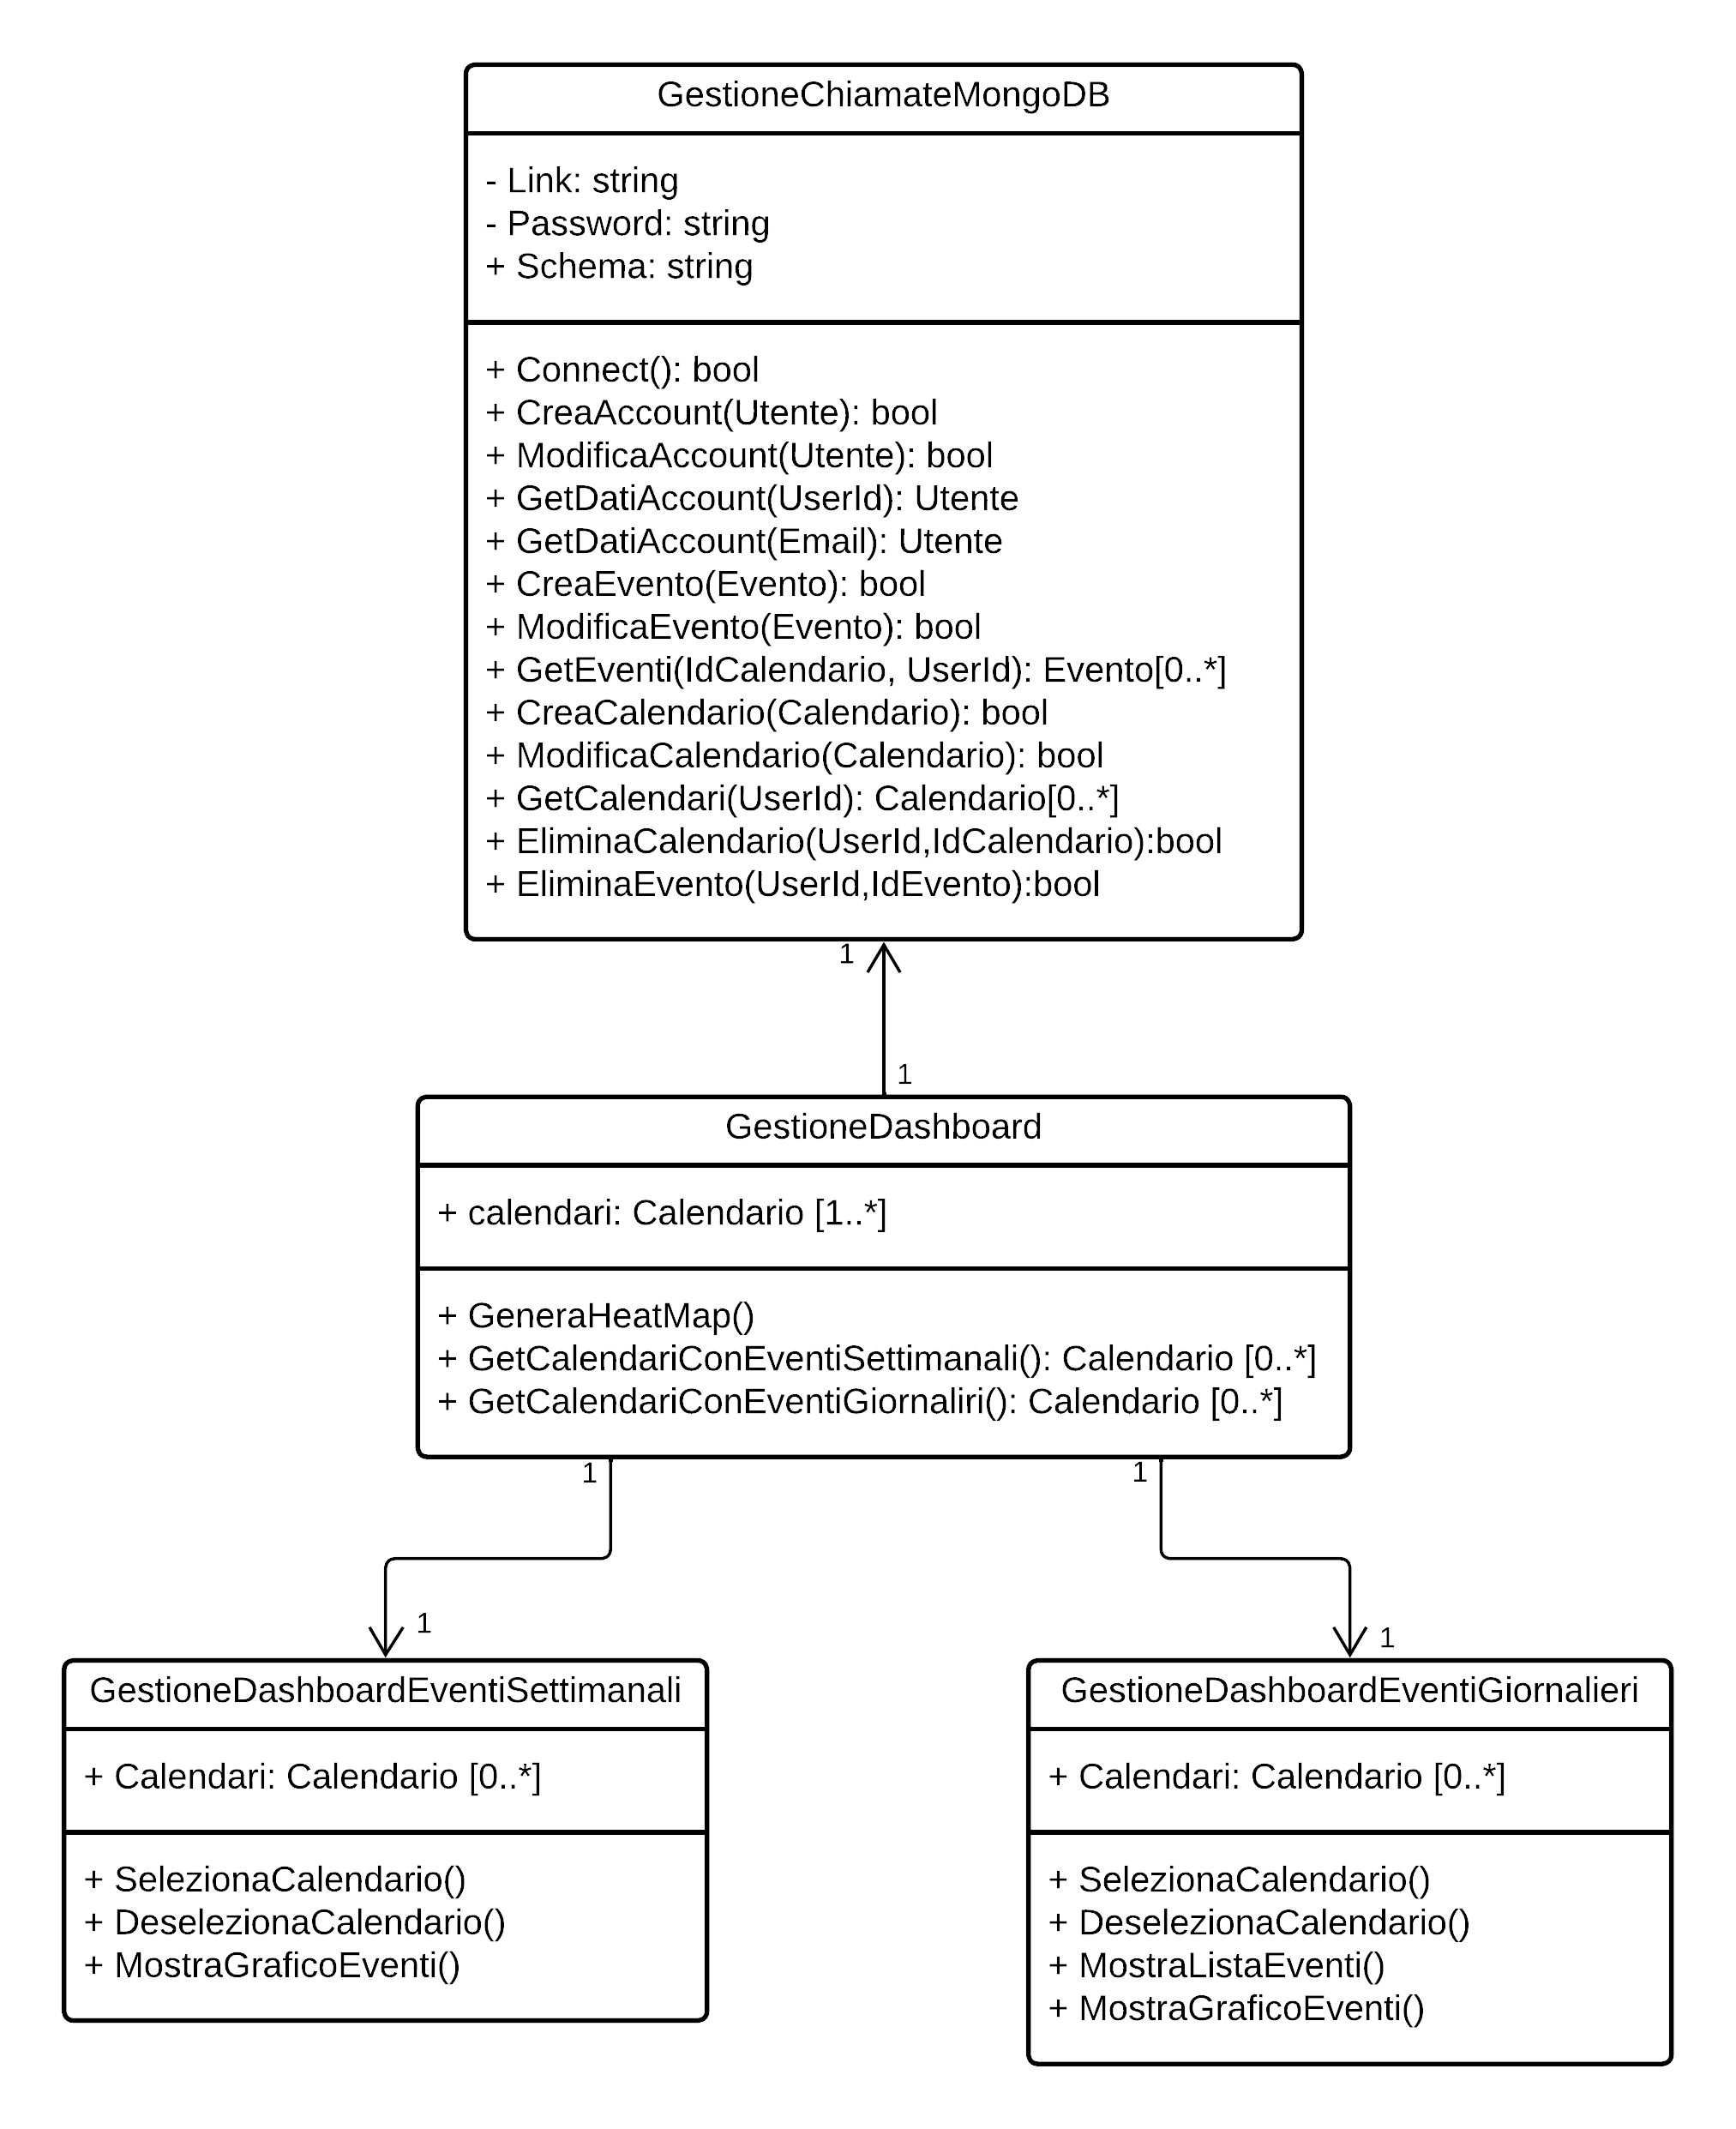 GestioneChiamateMongoDB
- Link: string
- Password: string
+ Schema: string
+ Connect(): bool
+ CreaAccount(Utente): bool
+ ModificaAccount(Utente): bool
+ GetDatiAccount(UserId): Utente
+ GetDatiAccount(Email): Utente
+ CreaEvento(Evento): bool
+ ModificaEvento(Evento): bool
+ GetEventi(IdCalendario, UserId): Evento[0..*]
+ CreaCalendario(Calendario): bool
+ ModificaCalendario(Calendario): bool
+ GetCalendari(UserId): Calendario[0..*]
+ EliminaCalendario(UserId,IdCalendario):bool
+ EliminaEvento(UserId,IdEvento):bool
1
1
GestioneDashboard
+ calendari: Calendario [1..*]
+ GeneraHeatMap()
+ GetCalendariConEventiSettimanali(): Calendario [0..*]
+ GetCalendariConEventiGiornaliri(): Calendario [0..*]
1
1
1
1
GestioneDashboardEventiSettimanali
+ Calendari: Calendario [0..*]
+ SelezionaCalendario()
+ DeselezionaCalendario()
+ MostraGraficoEventi()
GestioneDashboardEventiGiornalieri
+ Calendari: Calendario [0..*]
+ SelezionaCalendario()
+ DeselezionaCalendario()
+ MostraListaEventi()
+ MostraGraficoEventi()